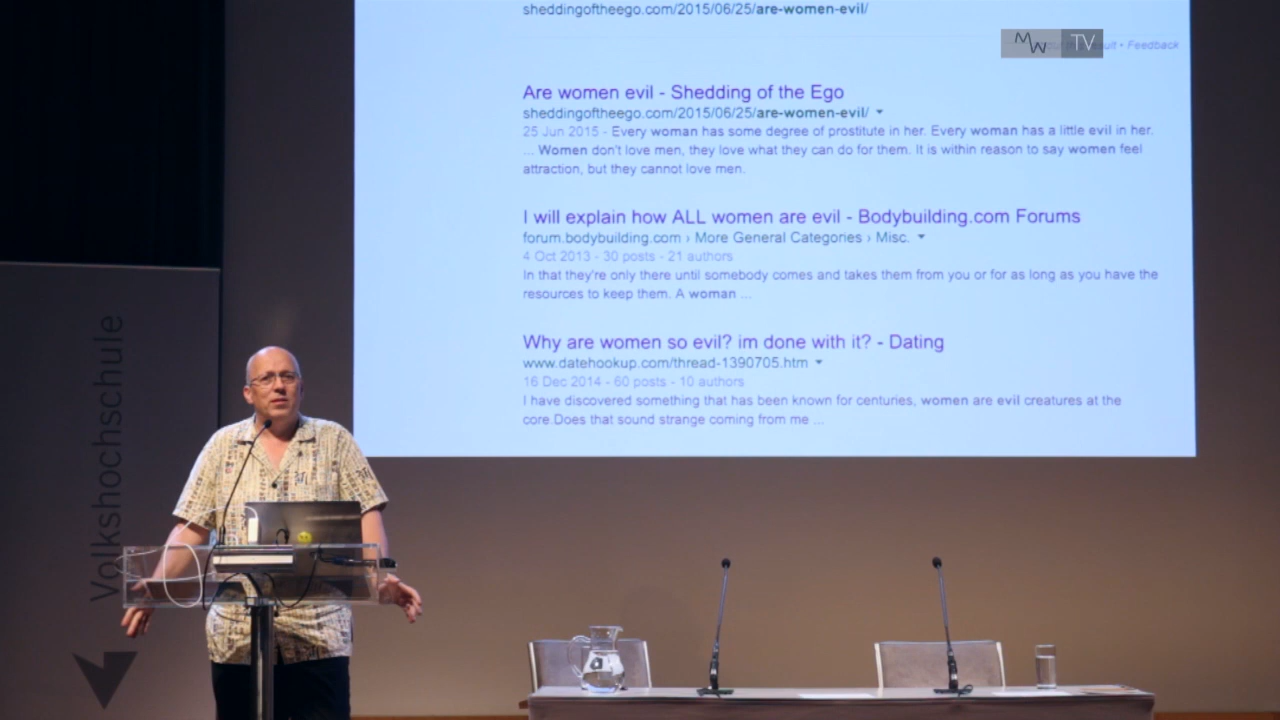 sheddingoftheego.com/2015/06/25/are-women-evil/
MW TV
• Feedback
Are women evil - Shedding of the Ego
sheddingoftheego.com/2015/06/25/are-women-evil/
25 Jun 2015 - Every woman has some degree of prostitute in her. Every woman has a little evil in her.
... Women don't love men, they love what they can do for them. It is within reason to say women feel
attraction, but they cannot love men.
I will explain how ALL women are evil - Bodybuilding.com Forums
forum.bodybuilding.com › More General Categories › Misc.
4 Oct 2013 - 30 posts - 21 authors
In that they're only there until somebody comes and takes them from you or for as long as you have the
resources to keep them. A woman ...
Why are women so evil? im done with it? - Dating
www.datehookup.com/thread-1390705.htm
16 Dec 2014 - 60 posts - 10 authors
I have discovered something that has been known for centuries, women are evil creatures at the
core.Does that sound strange coming from me ...
Volkshochschule